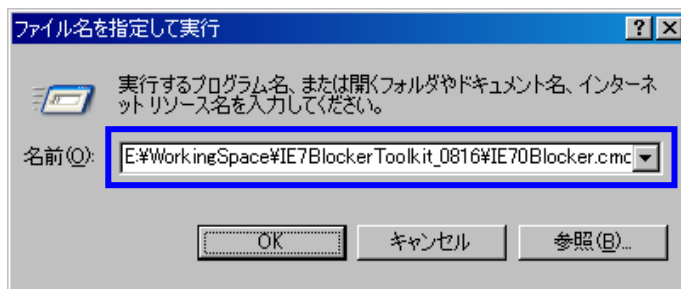 ファイル名を指定して実行
実行するプログラム名、または開くフォルダやドキュメント名、インターネ
ットリソース名を入力してください。
名前(O):
E:¥WorkingSpace¥IE7BlockerToolkit_0816¥IE70Blocker.cmd
OK
キャンセル
参照(B)...